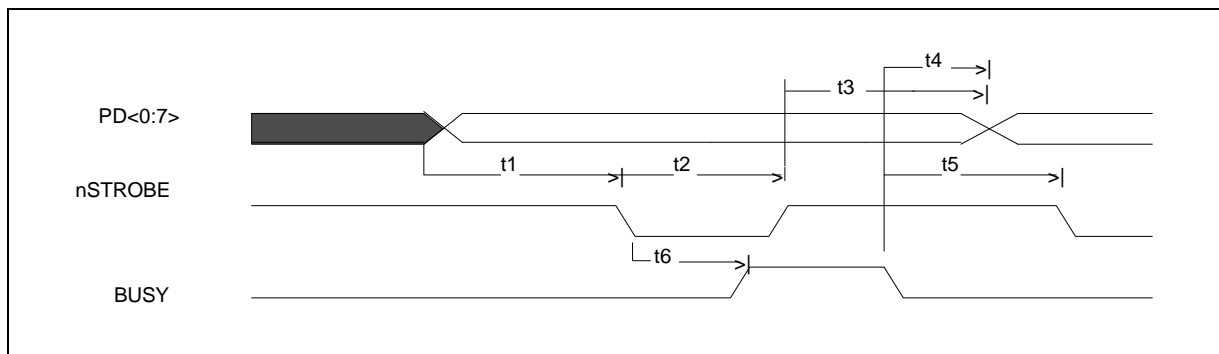 t4
t3
PD<0:7>
t1
t2
t5
nSTROBE
t6
BUSY